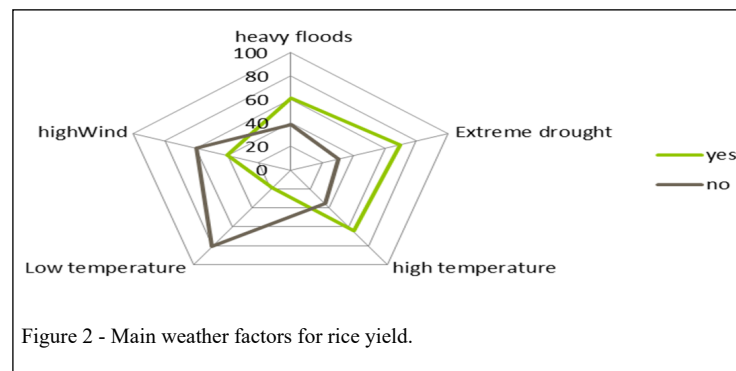 heavy floods
100
80
60
40
20
0
highWind
Extreme drought
yes
no
Low temperature
high temperature
Figure 2 - Main weather factors for rice yield.